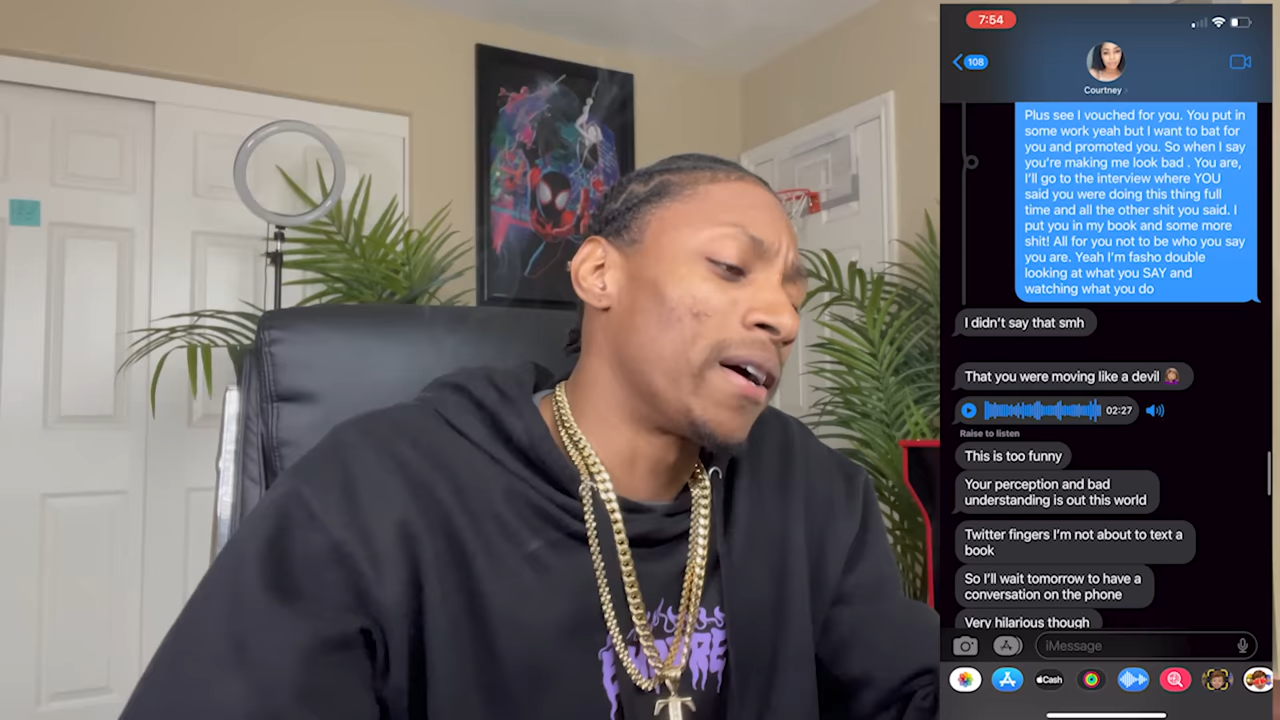 7:54
108
Courtney
Plus see I vouched for you. You put in
some work yeah but I want to bat for
you and promoted you. So when I say
you're making me look bad . You are,
I'll go to the interview where YOU
said you were doing this thing full
time and all the other shit you said. I
put you in my book and some more
shit! All for you not to be who you say
you are. Yeah I'm fasho double
looking at what you SAY and
watching what you do
I didn't say that smh
That you were moving like a devil 🤦🏽‍♀️
02:27
Raise to listen
This is too funny
Your perception and bad
understanding is out this world
Twitter fingers I'm not about to text a
book
So I'll wait tomorrow to have a
conversation on the phone
Very hilarious though
iMessage
Cash